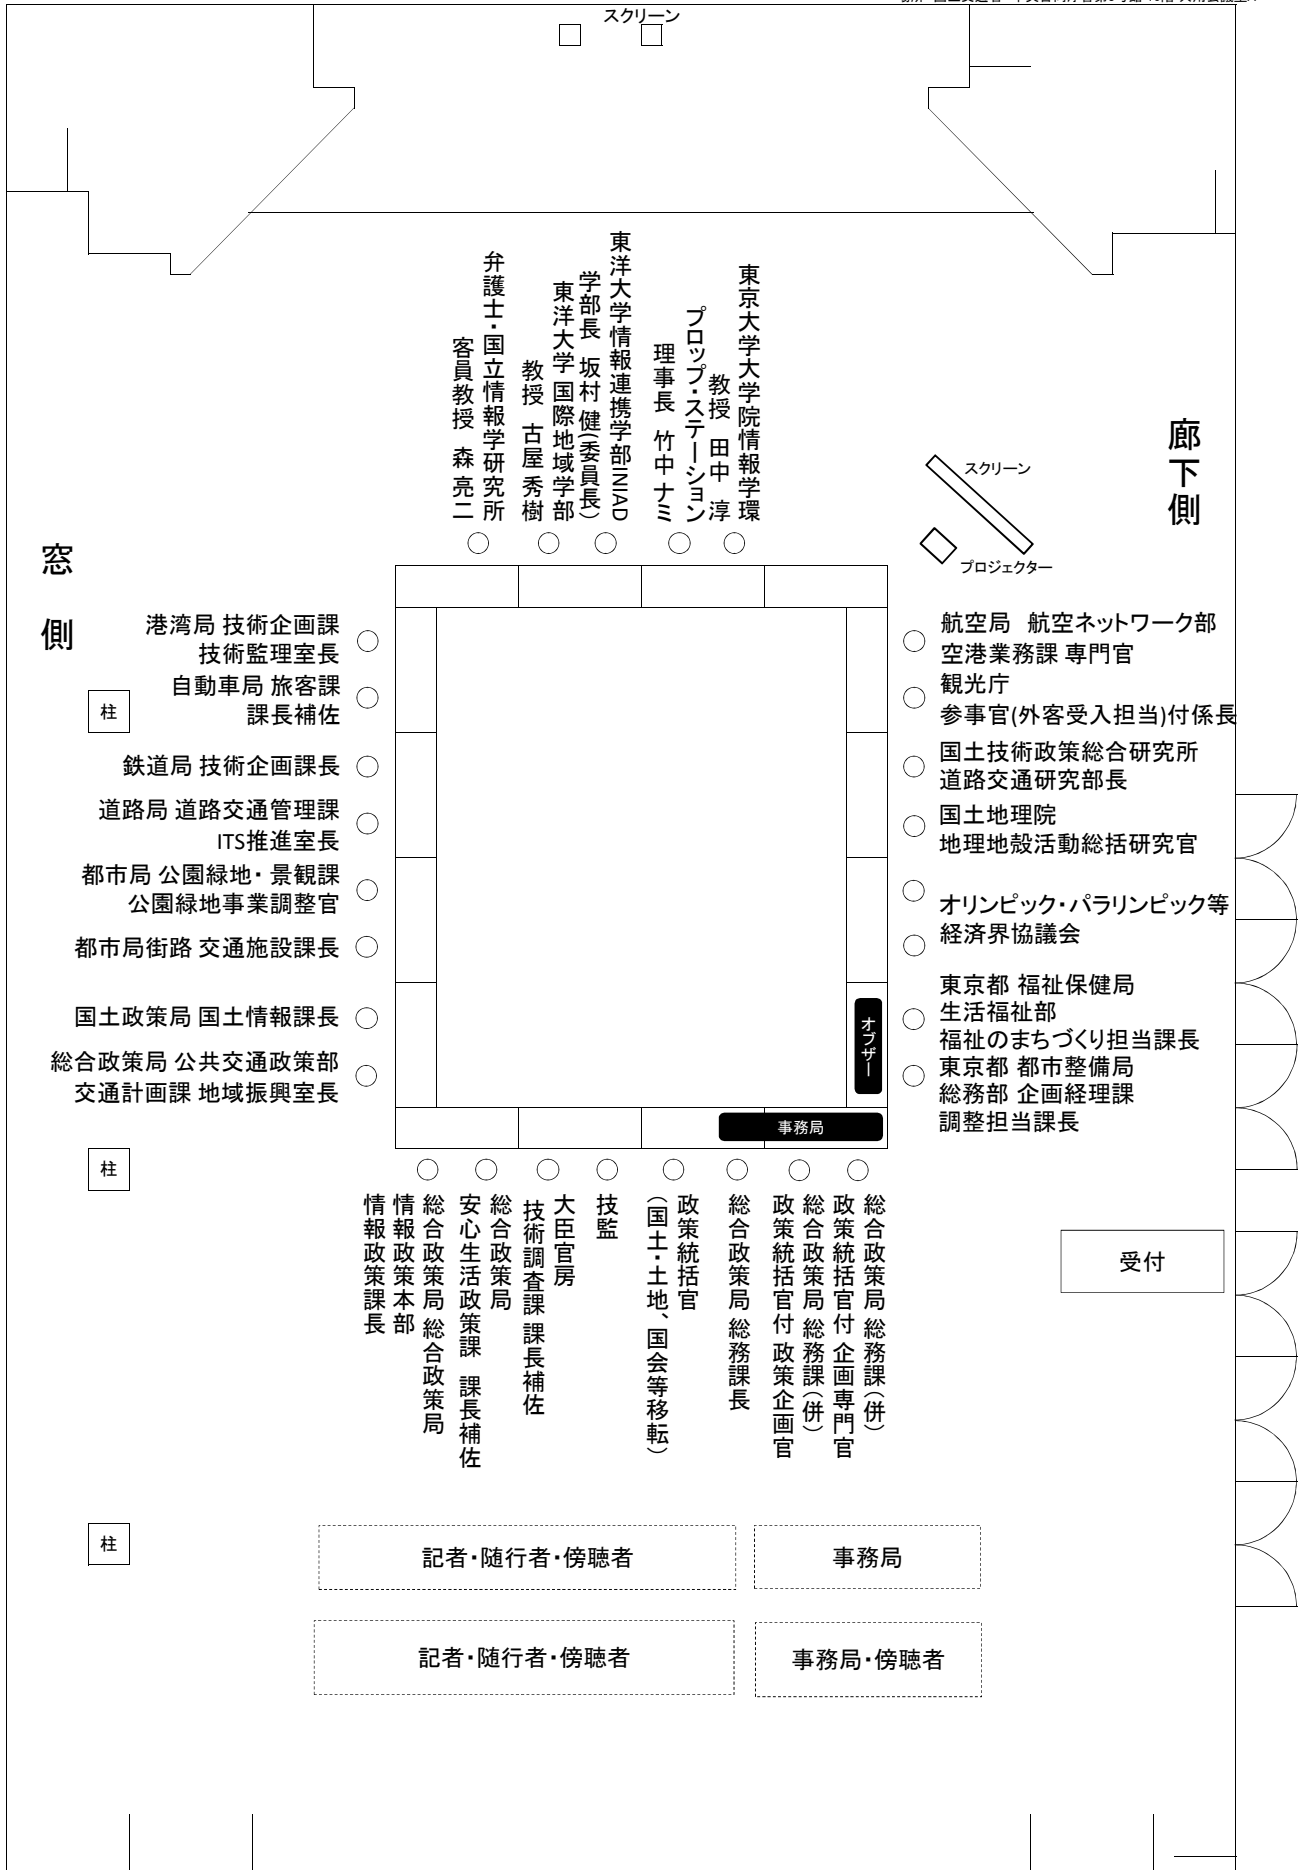 スクリーン
東京大学大学院情報学環
教授 田中 淳
プロップ・ステーション
理事長 竹中 ナミ
東洋大学情報連携学部INIAD
学部長 坂村 健(委員長)
東洋大学 国際地域学部
教授 古屋 秀樹
弁護士・国立情報学研究所
客員教授 森 亮二
廊下側
スクリーン
プロジェクター
窓側
港湾局 技術企画課
技術監理室長
自動車局 旅客課
課長補佐
柱
鉄道局 技術企画課長
道路局 道路交通管理課
ITS推進室長
都市局 公園緑地・景観課
公園緑地事業調整官
都市局街路 交通施設課長
国土政策局 国土情報課長
総合政策局 公共交通政策部
交通計画課 地域振興室長
航空局 航空ネットワーク部
空港業務課 専門官
観光庁
参事官(外客受入担当)付係長
国土技術政策総合研究所
道路交通研究部長
国土地理院
地理地殻活動総括研究官
オリンピック・パラリンピック等
経済界協議会
東京都 福祉保健局
生活福祉部
福祉のまちづくり担当課長
東京都 都市整備局
総務部 企画経理課
調整担当課長
オブザー
事務局
柱
総合政策局 総務課(併)
政策統括官付 企画専門官
総合政策局 総務課(併)
政策統括官付 政策企画官
総合政策局 総務課長
政策統括官
(国土・土地、国会等移転)
技監
大臣官房
技術調査課 課長補佐
総合政策局
安心生活政策課 課長補佐
総合政策局 総合政策局
情報政策本部
情報政策課長
受付
柱
記者・随行者・傍聴者
事務局
記者・随行者・傍聴者
事務局・傍聴者